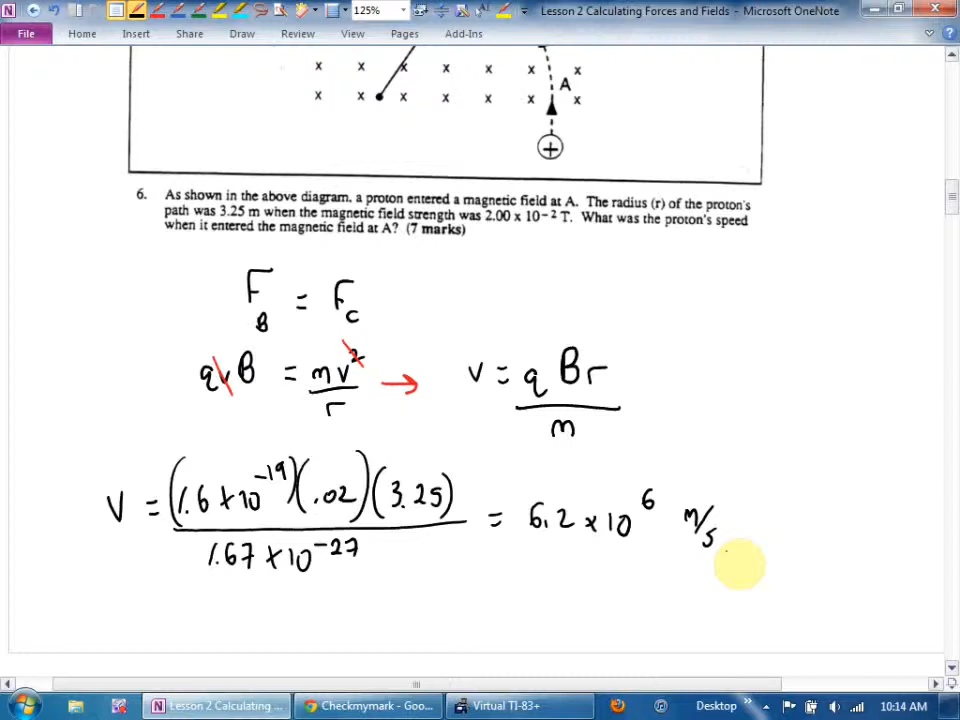 125%
Lesson 2 Calculating Forces and Fields - Microsoft OneNote
File Home Insert Share Draw Review View Pages Add-Ins
x x x x x x x
A
x x x x x x x
+
6. As shown in the above diagram, a proton entered a magnetic field at A. The radius (r) of the proton's
path was 3.25 m when the magnetic field strength was 2.00 x 10⁻² T. What was the proton's speed
when it entered the magnetic field at A? (7 marks)
F_B = F_c
qvB = mv²/r → v = qBr/m
V = (1.6 x 10⁻¹⁹)(.02)(3.25)/1.67 x 10⁻²⁷ = 6.2 x 10⁶ m/s
Lesson 2 Calculating ... Checkmymark - Goo... Virtual TI-83+ Desktop » 10:14 AM